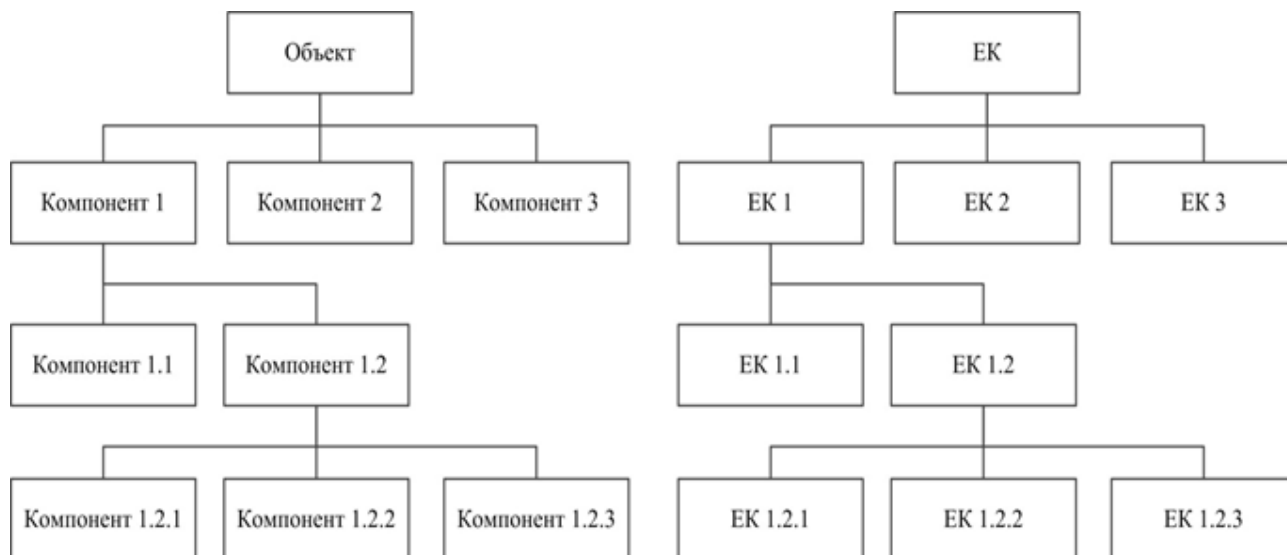 Объект
Компонент 1
Компонент 2
Компонент 3
Компонент 1.1
Компонент 1.2
Компонент 1.2.1
Компонент 1.2.2
Компонент 1.2.3
ЕК
ЕК 1
ЕК 2
ЕК 3
ЕК 1.1
ЕК 1.2
ЕК 1.2.1
ЕК 1.2.2
ЕК 1.2.3